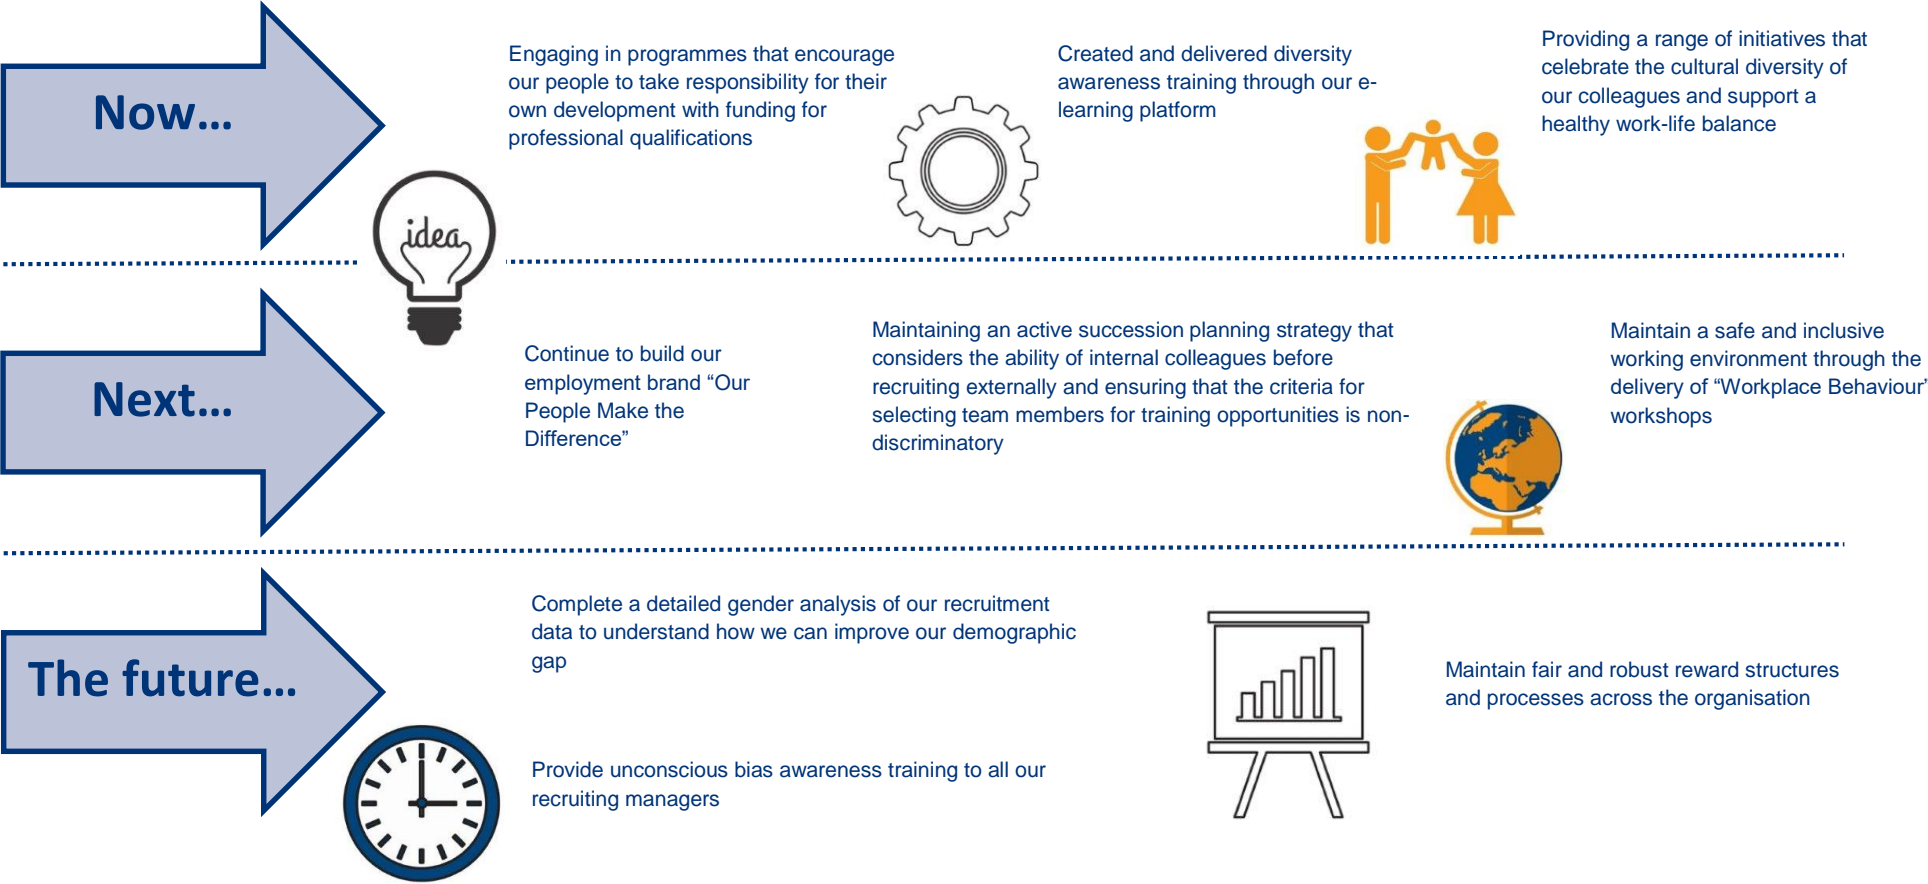 Now...
Engaging in programmes that encourage
our people to take responsibility for their
own development with funding for
professional qualifications
Created and delivered diversity
awareness training through our e-
learning platform
Providing a range of initiatives that
celebrate the cultural diversity of
our colleagues and support a
healthy work-life balance
idea
Next...
Continue to build our
employment brand “Our
People Make the
Difference”
Maintaining an active succession planning strategy that
considers the ability of internal colleagues before
recruiting externally and ensuring that the criteria for
selecting team members for training opportunities is non-
discriminatory
Maintain a safe and inclusive
working environment through the
delivery of “Workplace Behaviour”
workshops
The future...
Complete a detailed gender analysis of our recruitment
data to understand how we can improve our demographic
gap
Provide unconscious bias awareness training to all our
recruiting managers
Maintain fair and robust reward structures
and processes across the organisation